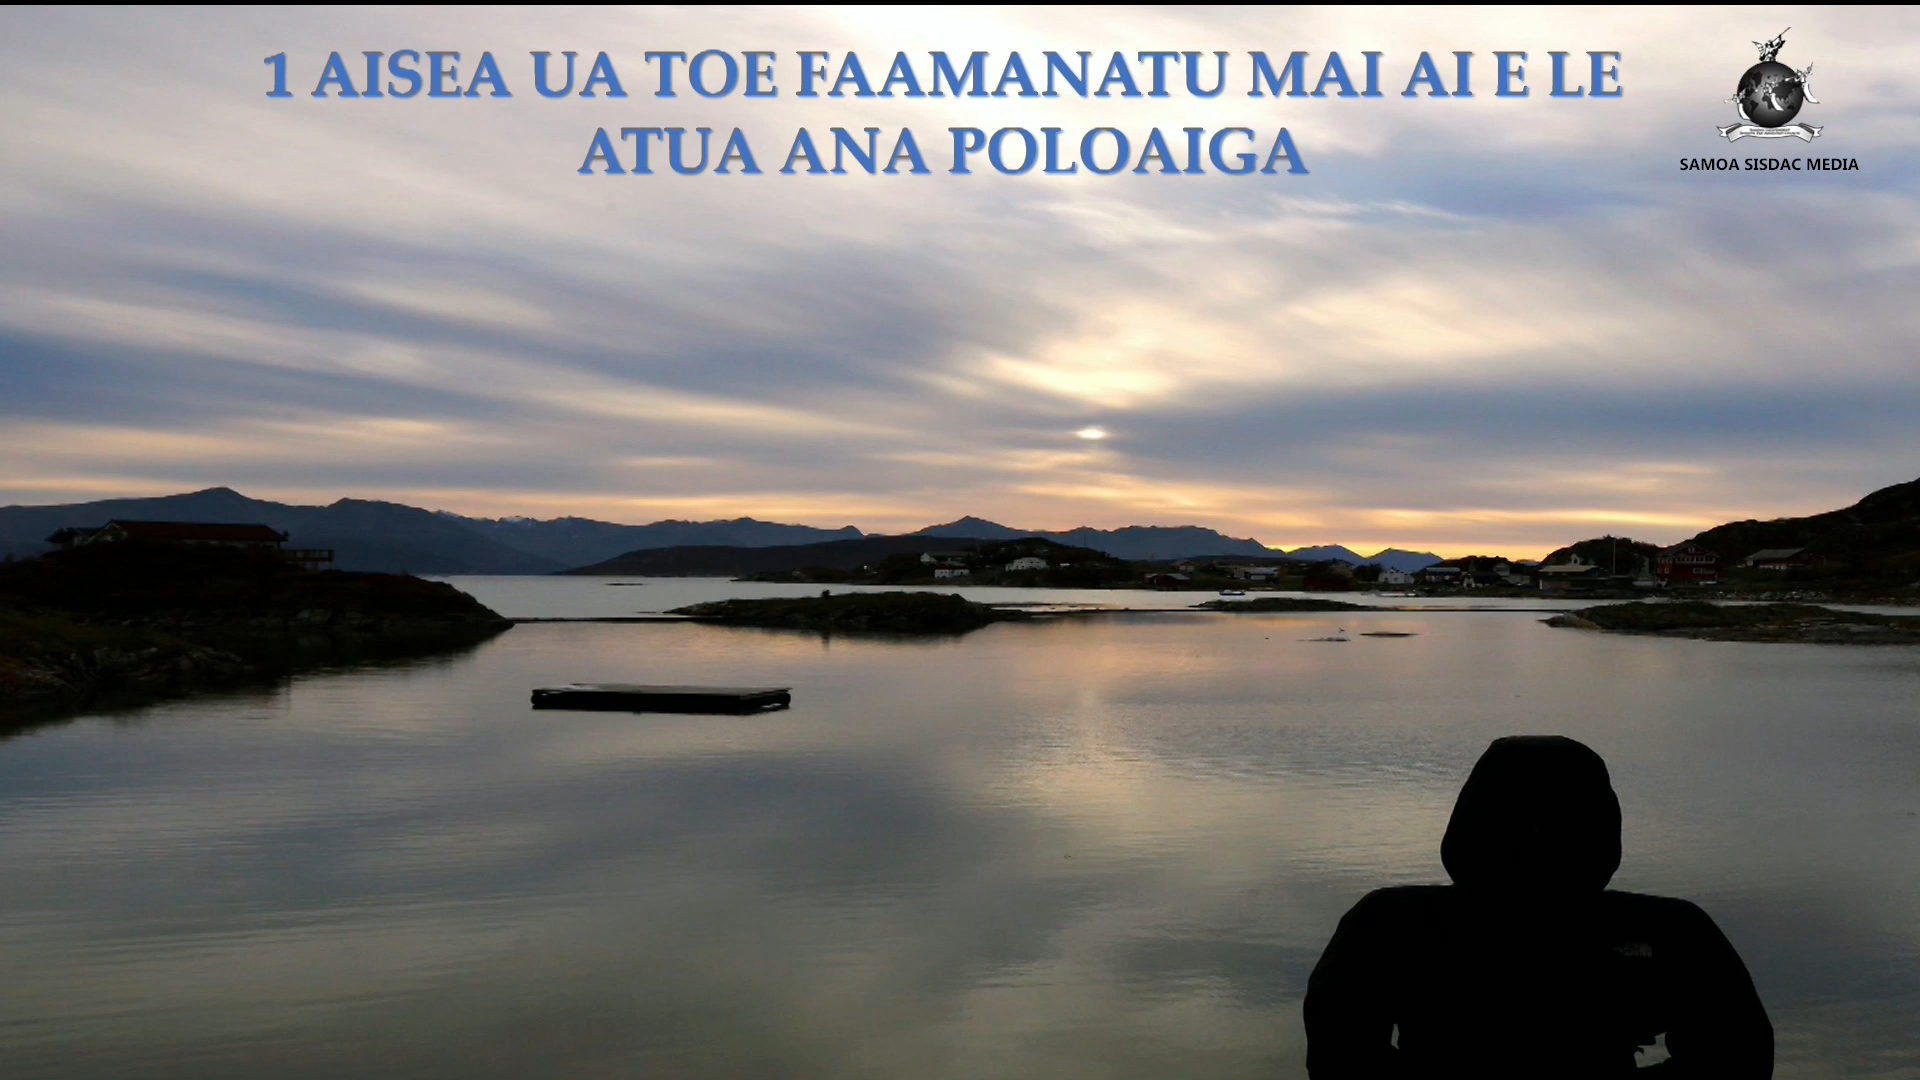 1 AISEA UA TOE FAAMANATU MAI AI E LE
ATUA ANA POLOAIGA
SAMOA SISDAC MEDIA